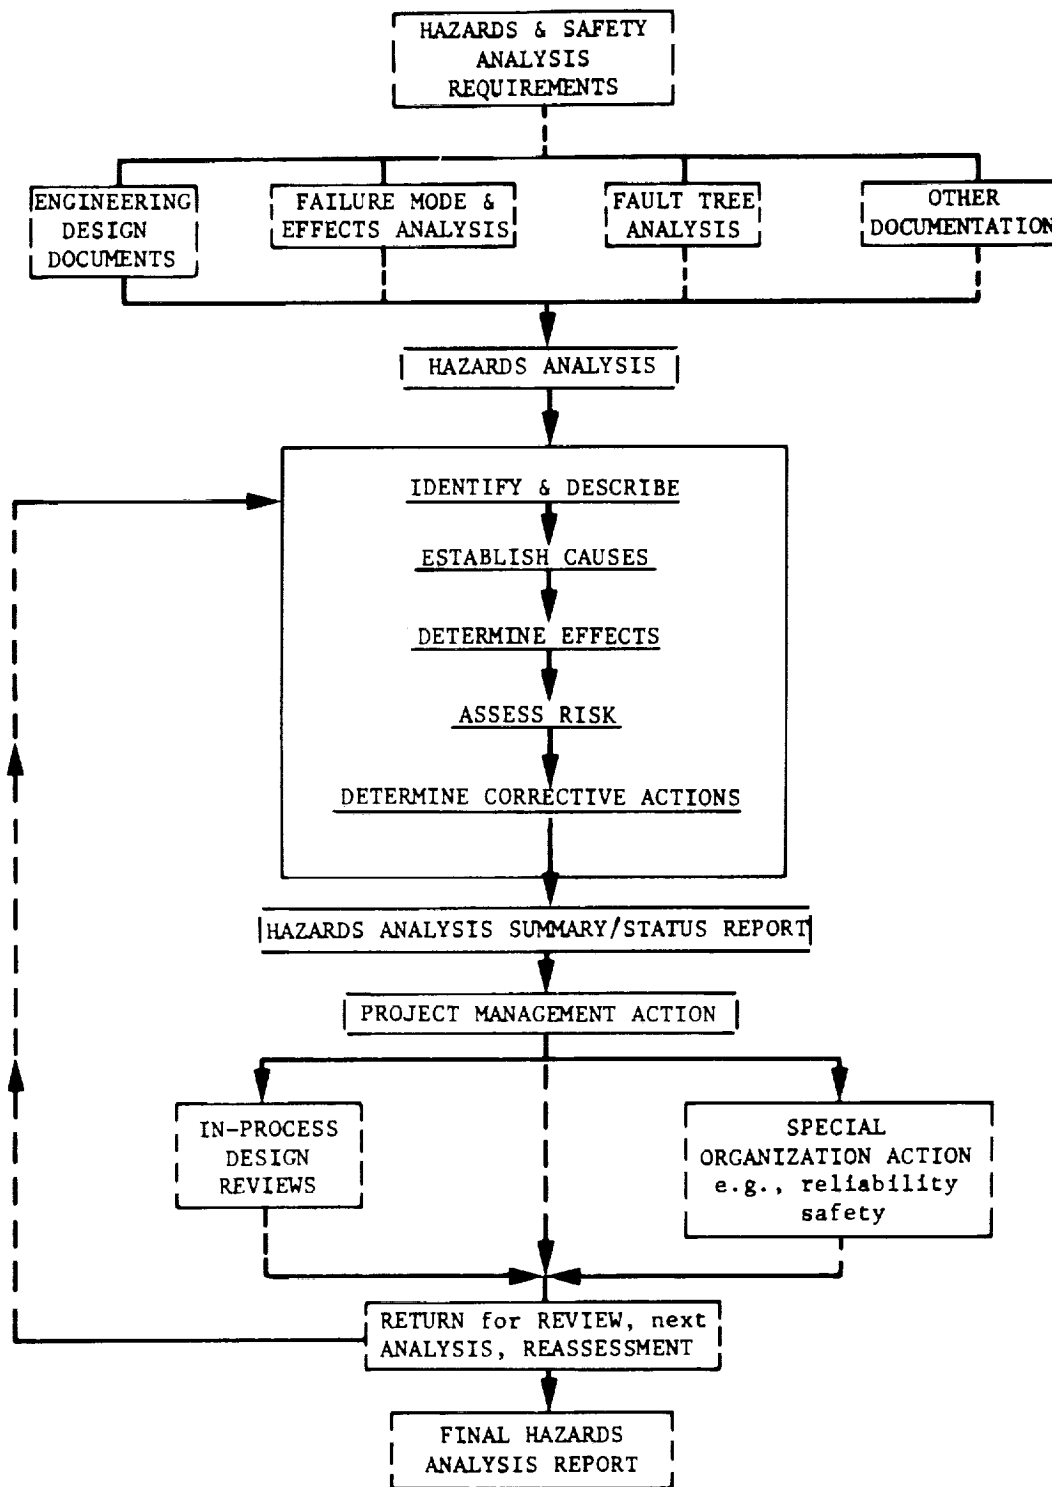 HAZARDS & SAFETY
ANALYSIS
REQUIREMENTS
ENGINEERING
DESIGN
DOCUMENTS
FAILURE MODE &
EFFECTS ANALYSIS
FAULT TREE
ANALYSIS
OTHER
DOCUMENTATION
HAZARDS ANALYSIS
IDENTIFY & DESCRIBE
ESTABLISH CAUSES
DETERMINE EFFECTS
ASSESS RISK
DETERMINE CORRECTIVE ACTIONS
HAZARDS ANALYSIS SUMMARY/STATUS REPORT
PROJECT MANAGEMENT ACTION
IN-PROCESS
DESIGN
REVIEWS
SPECIAL
ORGANIZATION ACTION
e.g., reliability
safety
RETURN for REVIEW, next
ANALYSIS, REASSESSMENT
FINAL HAZARDS
ANALYSIS REPORT